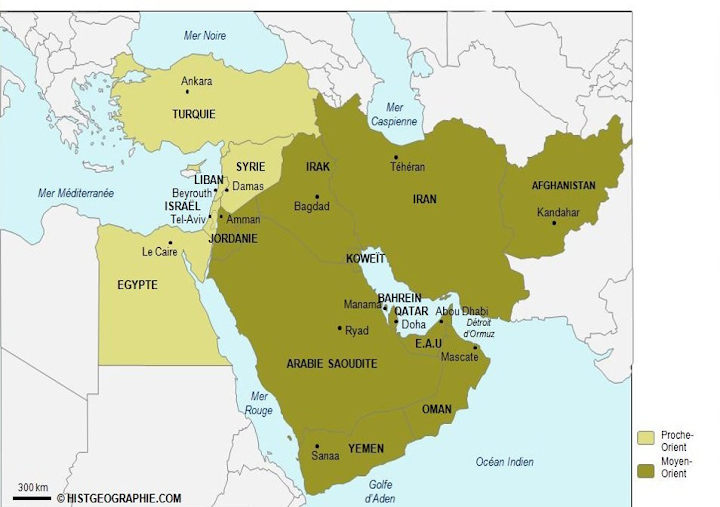 Mer Noire
Ankara
TURQUIE
Mer
Caspienne
SYRIE
IRAK
Téhéran
LIBAN
Beyrouth
Damas
AFGHANISTAN
Mer Méditerranée
ISRAËL
Bagdad
IRAN
Tel-Aviv
Amman
Kandahar
JORDANIE
Le Caire
KOWEÏT
EGYPTE
BAHREIN
Manama
QATAR
Abou Dhabi
Doha
Détroit
d'Ormuz
Ryad
E.A.U
Mascate
ARABIE SAOUDITE
Mer
Rouge
OMAN
YEMEN
Sanaa
Océan Indien
Golfe
d'Aden
Proche-
Orient
Moyen-
Orient
300 km
© HISTGEOGRAPHIE.COM